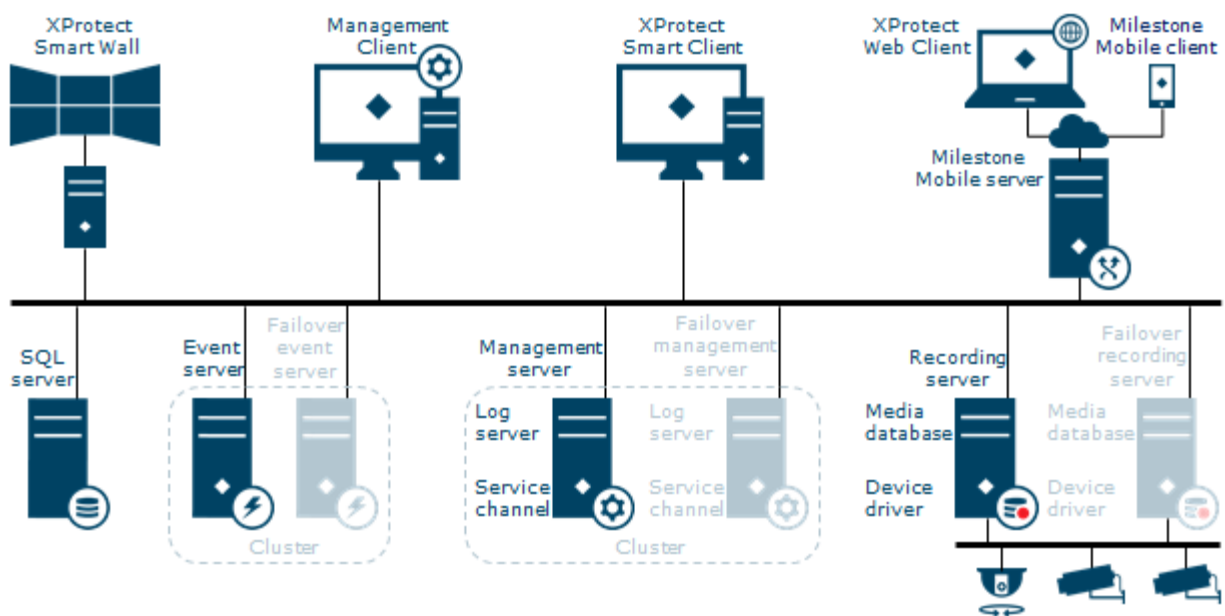 XProtect
Smart Wall
Management
Client
XProtect
Smart Client
XProtect
Web Client
Milestone
Mobile client
Milestone
Mobile server
SQL
server
Event
server
Failover
event
server
Management
server
Failover
management
server
Recording
server
Failover
recording
server
Log
server
Log
server
Media
database
Media
database
Service
channel
Service
channel
Device
driver
Device
driver
Cluster
Cluster